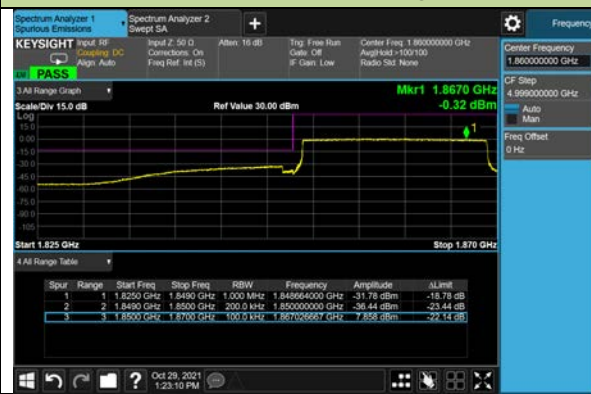 Spectrum Analyzer 1
Spurious Emissions
Spectrum Analyzer 2
Swept SA
Frequency
KEYSIGHT Input: RF
Coupling: DC
Align: Auto
Input Z: 50 Ω
Corrections: On
Freq Ref: Int (S)
Atten: 16 dB
Trig: Free Run
Gate: Off
IF Gain: Low
Center Freq: 1.860000000 GHz
Avg|Hold:>100/100
Radio Std: None
PASS
3.All Range Graph
Mkr1 1.8670 GHz
Scale/Div 15.0 dB
Ref Value 30.00 dBm
-0.32 dBm
Log
15.0
0.00
-15.0
-30.0
-45.0
-60.0
-75.0
-90.0
-105
1
Start 1.825 GHz
Stop 1.870 GHz
4.All Range Table
Spur Range Start Freq Stop Freq RBW Frequency Amplitude ΔLimit
1 1 1.8250 GHz 1.8490 GHz 1.000 MHz 1.848664000 GHz -31.76 dBm -18.78 dB
2 2 1.8490 GHz 1.8500 GHz 200.0 kHz 1.850000000 GHz -36.44 dBm -23.44 dB
3 3 1.8500 GHz 1.8700 GHz 100.0 kHz 1.867026667 GHz 7.858 dBm -22.14 dB
Oct 29, 2021
1:23:10 PM
Center Frequency
1.860000000 GHz
CF Step
4.999000000 GHz
Auto
Man
Freq Offset
0 Hz